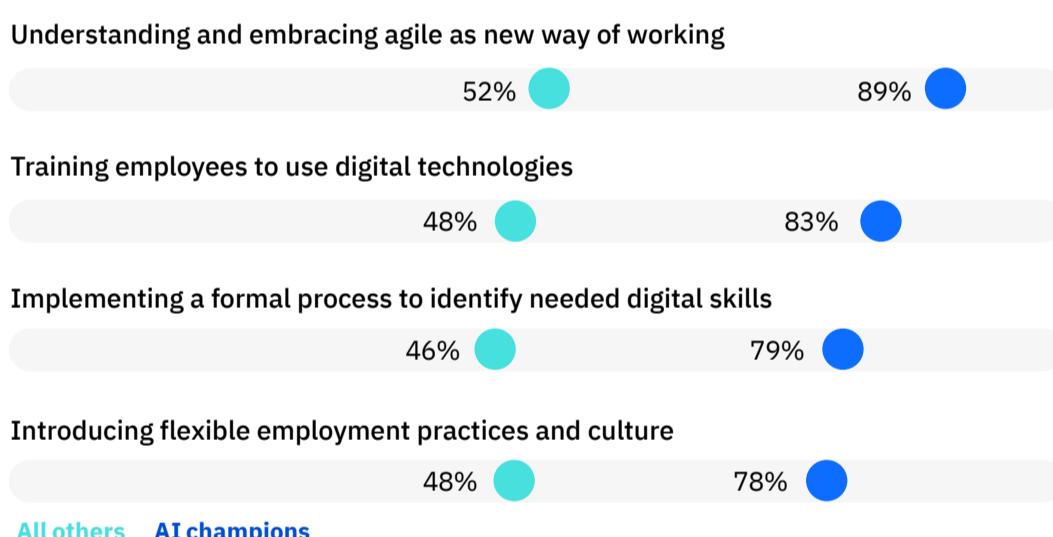 Understanding and embracing agile as new way of working
52% 89%
Training employees to use digital technologies
48% 83%
Implementing a formal process to identify needed digital skills
46% 79%
Introducing flexible employment practices and culture
48% 78%
All others AI champions